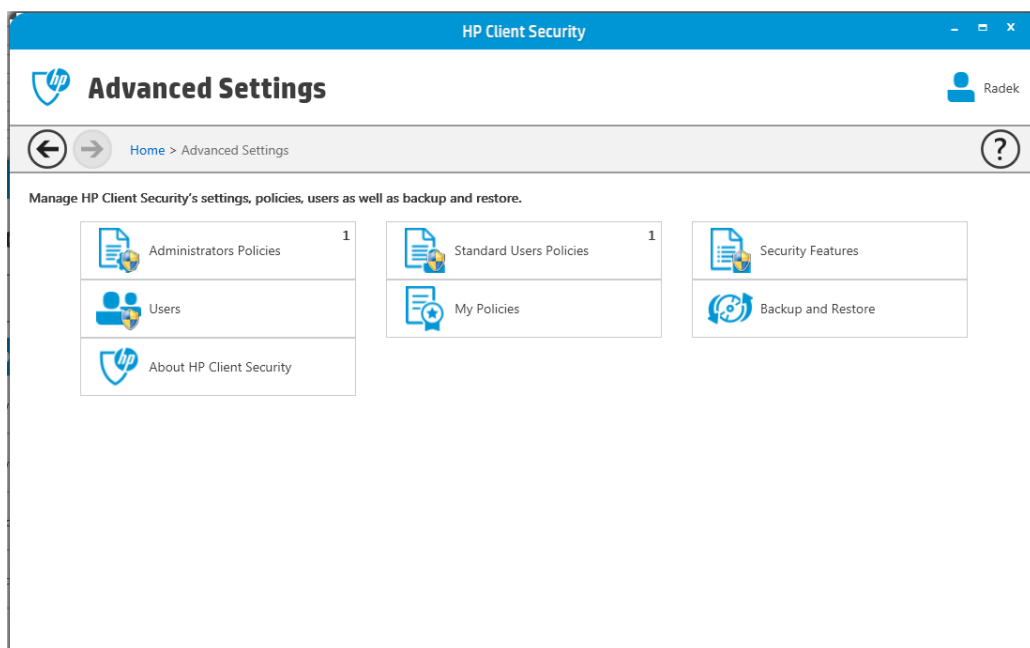 HP Client Security
hp Advanced Settings
Radek
Home > Advanced Settings
?
Manage HP Client Security's settings, policies, users as well as backup and restore.
Administrators Policies 1
Standard Users Policies 1
Security Features
Users
My Policies
Backup and Restore
hp About HP Client Security